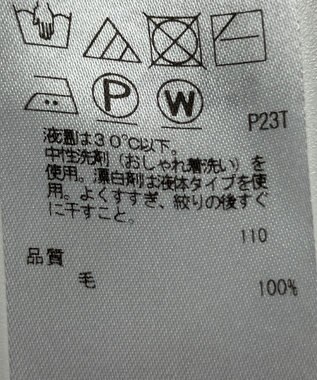 P W
P23T
液温は30℃以下。
中性洗剤（おしゃれ着洗い）を
使用。漂白剤は液体タイプを使
用。よくすすぎ、絞りの後すぐ
に干すこと。
110
品質
毛 100%